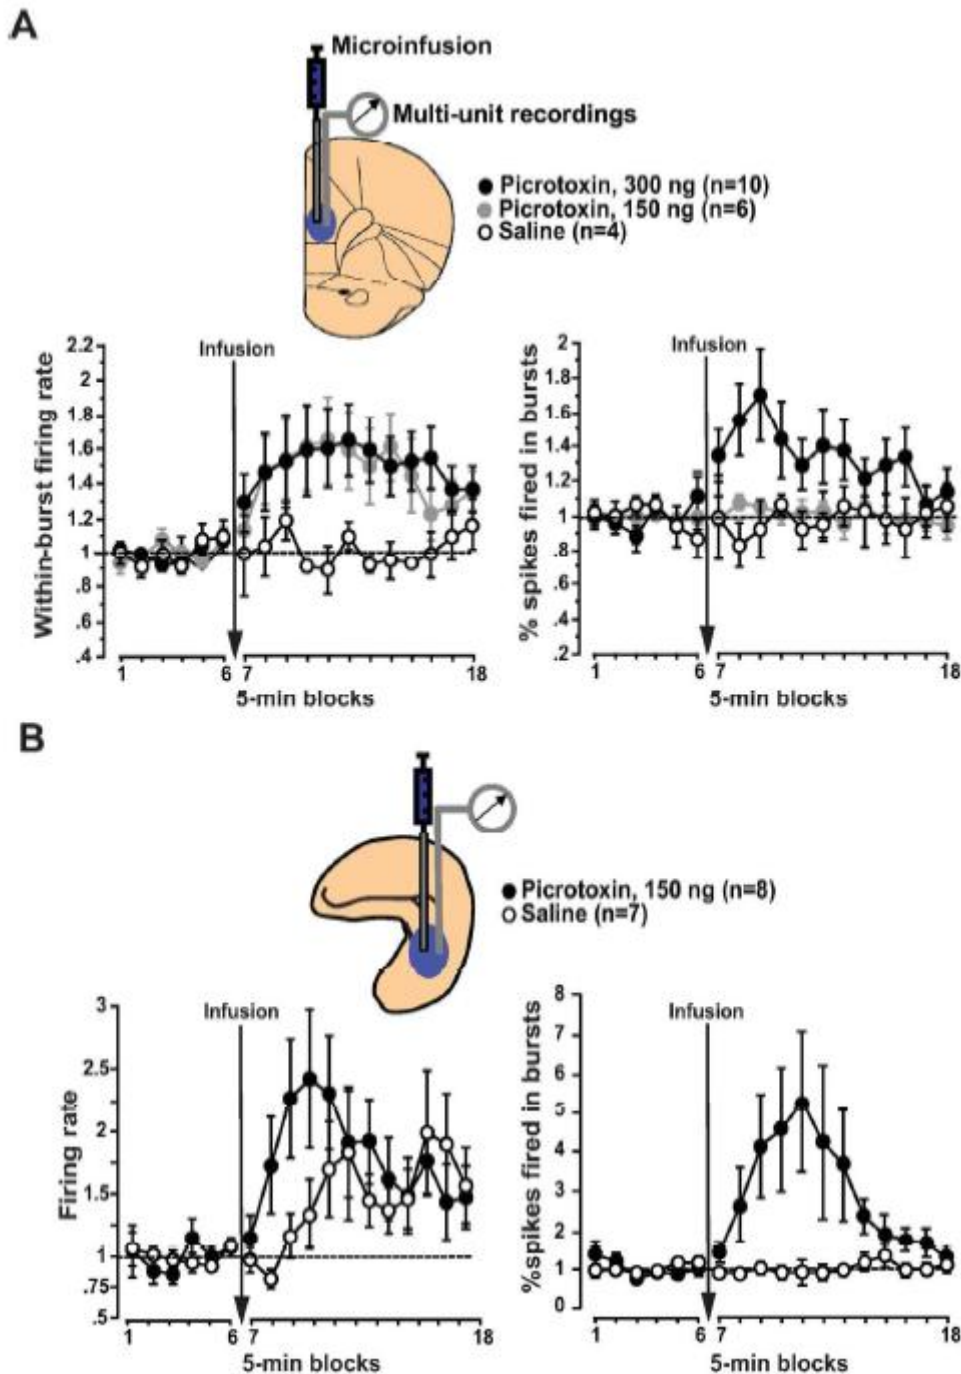 A
Microinfusion
Multi-unit recordings
Picrotoxin, 300 ng (n=10)
Picrotoxin, 150 ng (n=6)
Saline (n=4)
Within-burst firing rate
2.2
2
1.8
1.6
1.4
1.2
1
.8
.6
.4
Infusion
1 6 7 18
5-min blocks
% spikes fired in bursts
2
1.8
1.6
1.4
1.2
1
.8
.6
.4
.2
Infusion
1 6 7 18
5-min blocks
B
Picrotoxin, 150 ng (n=8)
Saline (n=7)
Firing rate
3
2.5
2
1.5
1
.75
.5
Infusion
1 6 7 18
5-min blocks
%spikes fired in bursts
8
7
6
5
4
3
2
1
0
Infusion
1 6 7 18
5-min blocks